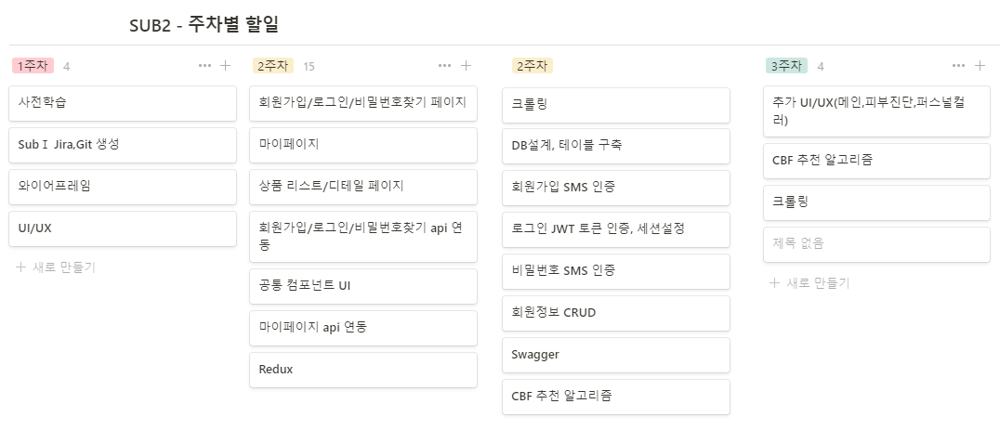 SUB2 - 주차별 할일
1주차 4
사전학습
Sub I Jira,Git 생성
와이어프레임
UI/UX
새로 만들기
2주차 15
회원가입/로그인/비밀번호찾기 페이지
마이페이지
상품 리스트/디테일 페이지
회원가입/로그인/비밀번호찾기 api 연
동
공통 컴포넌트 UI
마이페이지 api 연동
Redux
2주차
크롤링
DB설계, 테이블 구축
회원가입 SMS 인증
로그인 JWT 토큰 인증, 세션설정
비밀번호 SMS 인증
회원정보 CRUD
Swagger
CBF 추천 알고리즘
3주차 4
추가 UI/UX(메인,피부진단,퍼스널컬
러)
CBF 추천 알고리즘
크롤링
제목 없음
새로 만들기